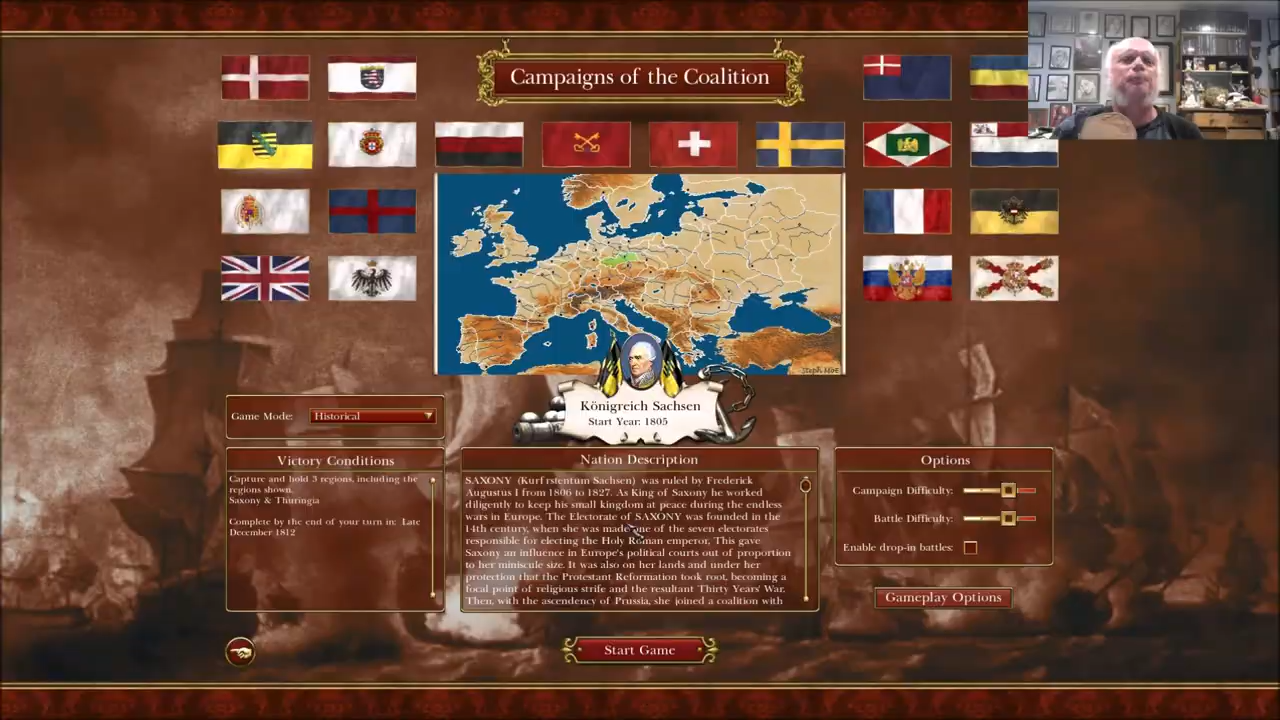 Campaigns of the Coalition
Steph MoE
Königreich Sachsen
Start Year: 1805
Game Mode: Historical
Victory Conditions
Capture and hold 3 regions, including the
regions shown.
Saxony & Thuringia
Complete by the end of your turn in: Late
December 1812
Nation Description
SAXONY (Kurf rstentum Sachsen) was ruled by Frederick
Augustus I from 1806 to 1827. As King of Saxony he worked
diligently to keep his small kingdom at peace during the endless
wars in Europe. The Electorate of SAXONY was founded in the
14th century, when she was made one of the seven electorates
responsible for electing the Holy Roman emperor. This gave
Saxony an influence in Europe's political courts out of proportion
to her miniscule size. It was also on her lands and under her
protection that the Protestant Reformation took root, becoming a
focal point of religious strife and the resultant Thirty Years' War.
Then, with the ascendency of Prussia, she joined a coalition with
Options
Campaign Difficulty:
Battle Difficulty:
Enable drop-in battles:
Gameplay Options
Start Game